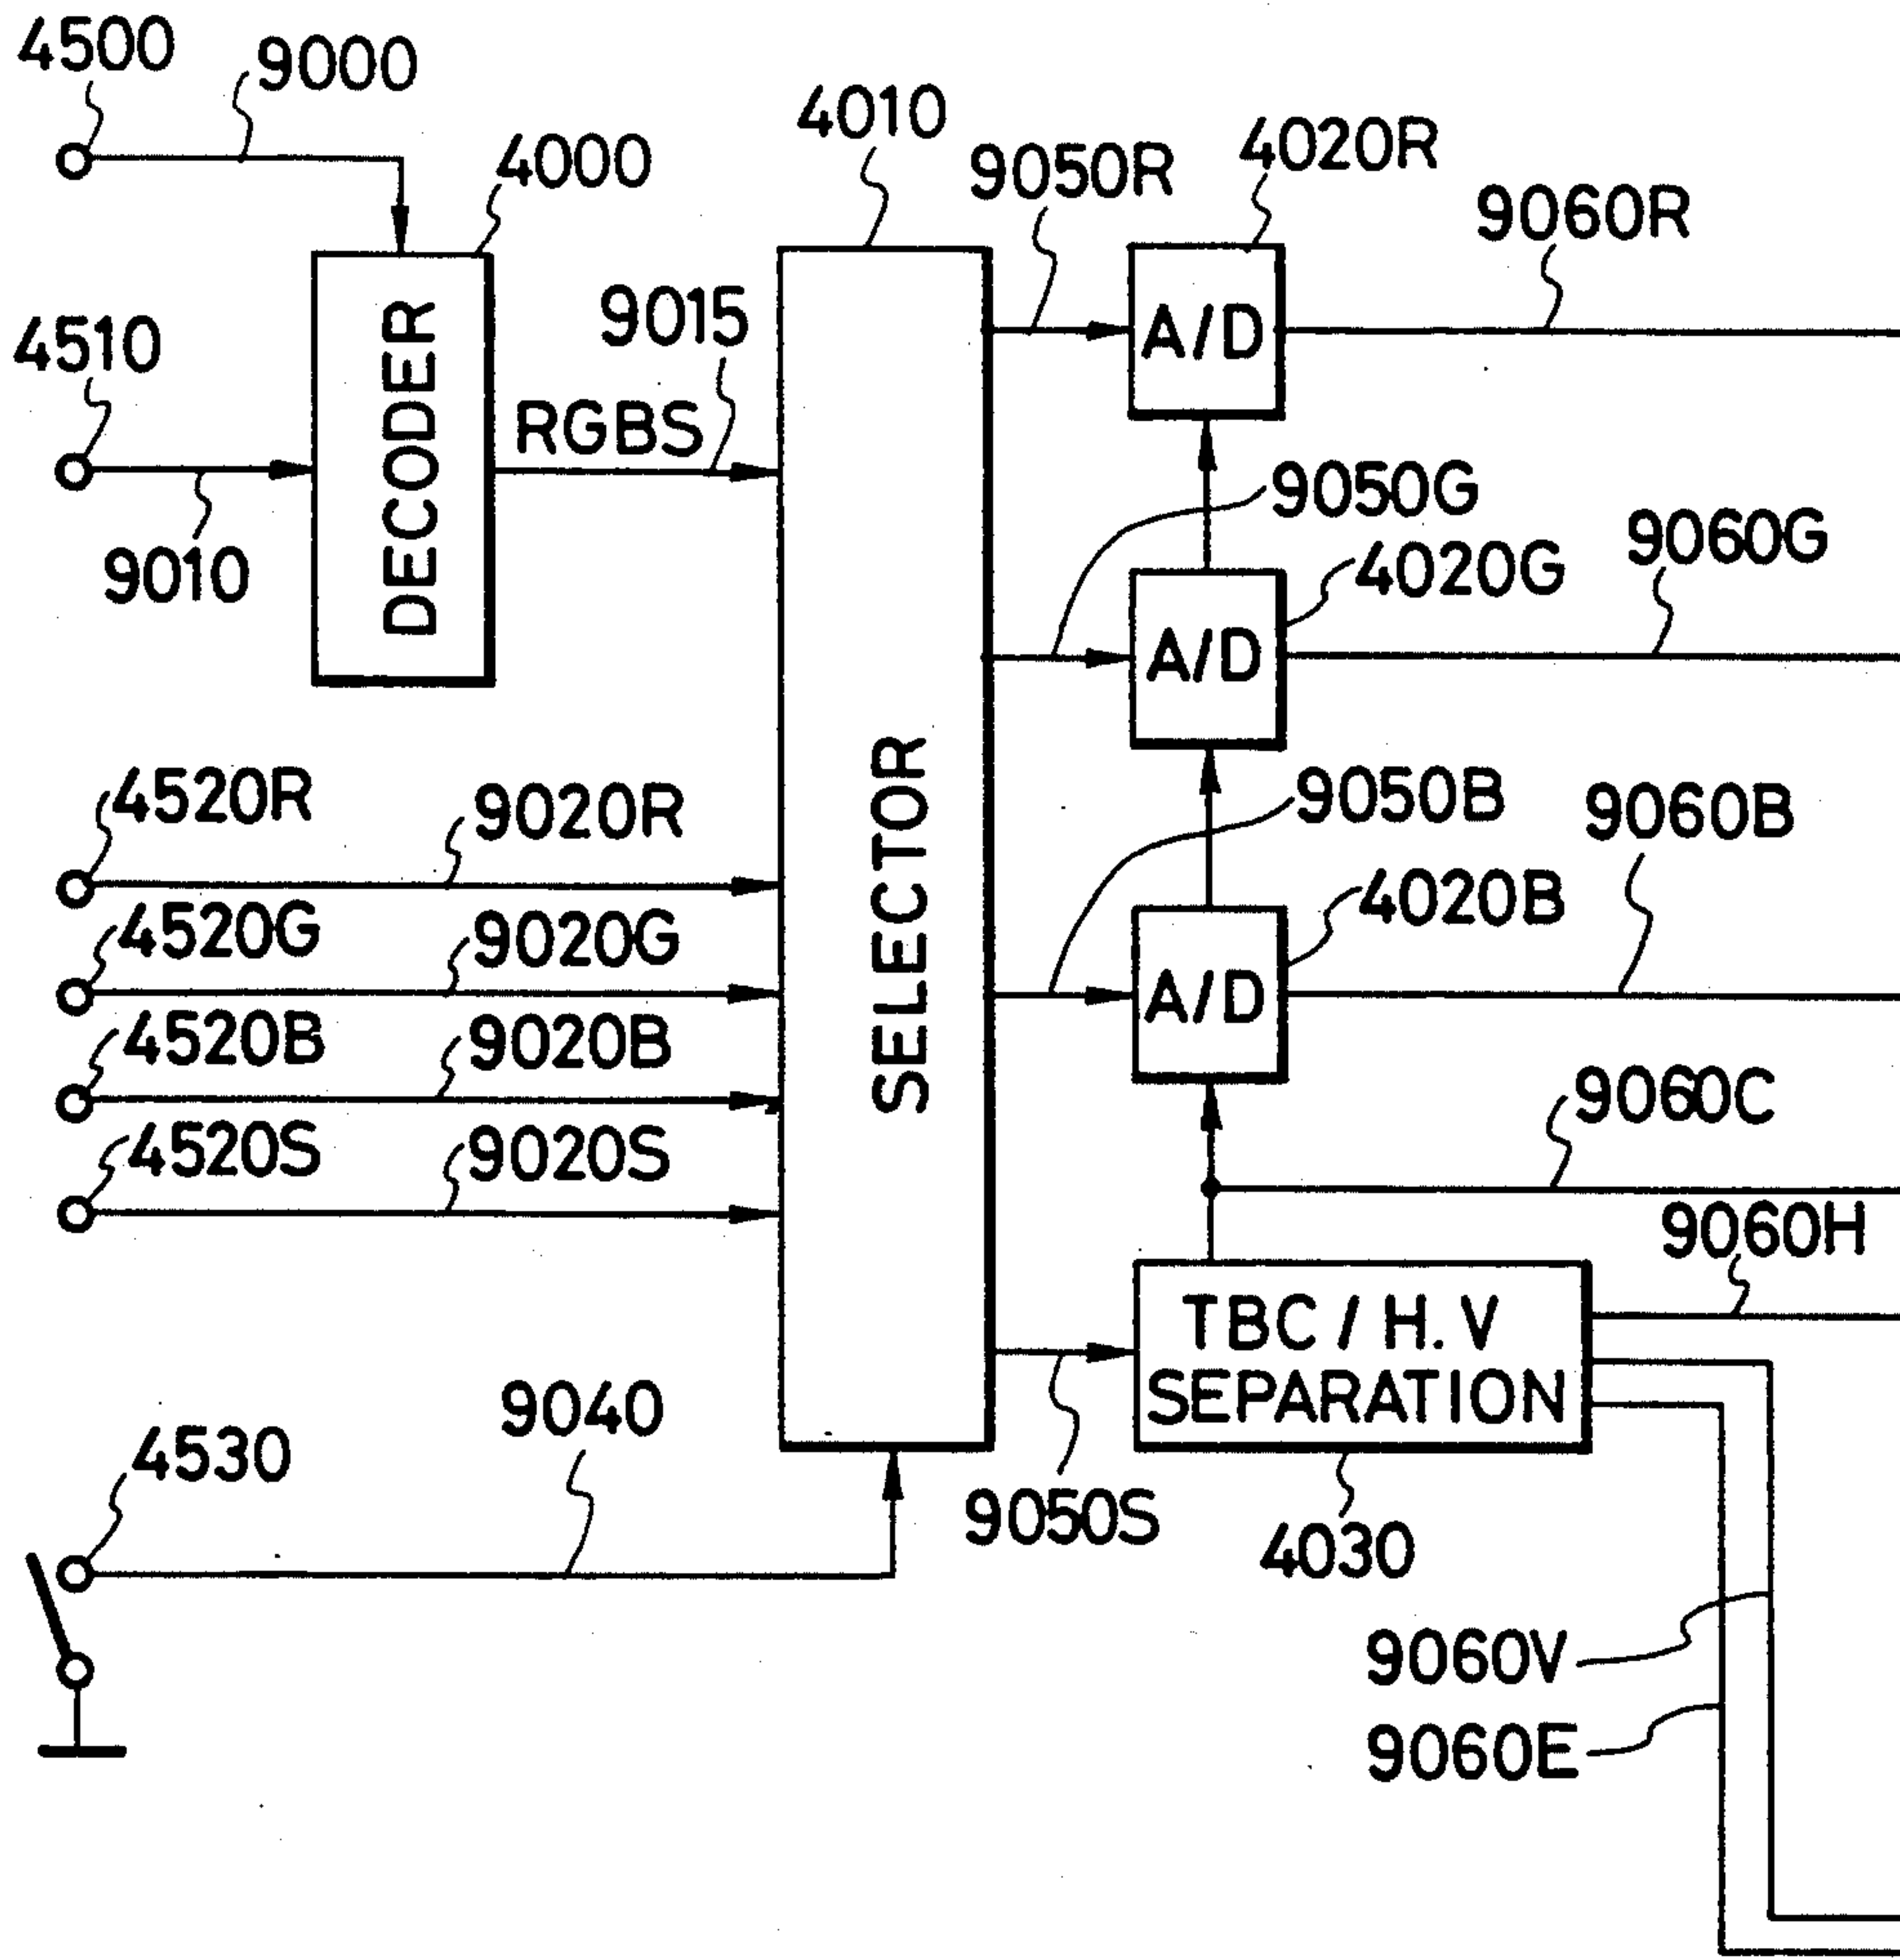 4500
9000
4010
4020R
4000
9050R
9060R
9015
4510
A/D
DECODER
RGBS
9050G
9060G
9010
4020G
A/D
4520R
9020R
9050B
9060B
SELECTOR
4020B
4520G
9020G
A/D
4520B
9020B
9060C
4520S
9020S
9060H
TBC / H. V
SEPARATION
9040
4530
9050S
4030
9060V
9060E